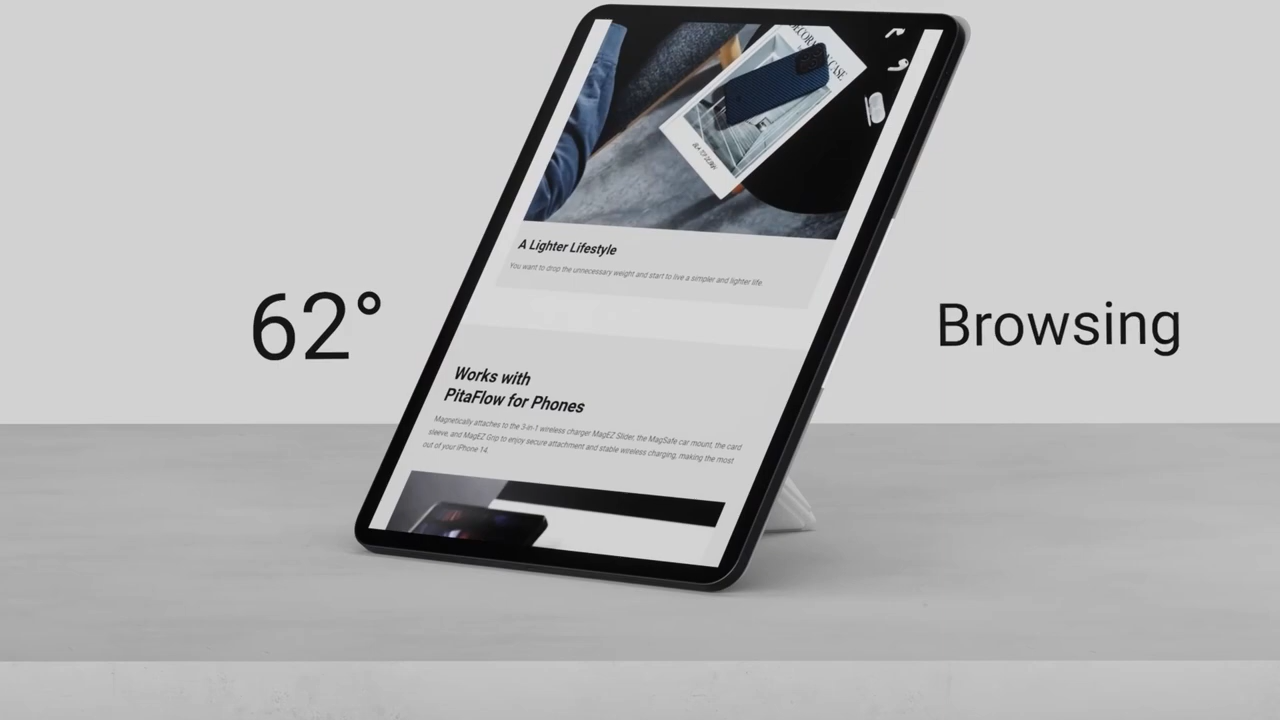 62°
Browsing
A Lighter Lifestyle
You want to drop the unnecessary weight and start to live a simpler and lighter life.
Works with
PitaFlow for Phones
Magnetically attaches to the 3-in-1 wireless charger MagEZ Slider, the MagSafe car mount, the card
sleeve, and MagEZ Grip to enjoy secure attachment and stable wireless charging, making the most
out of your iPhone 14.